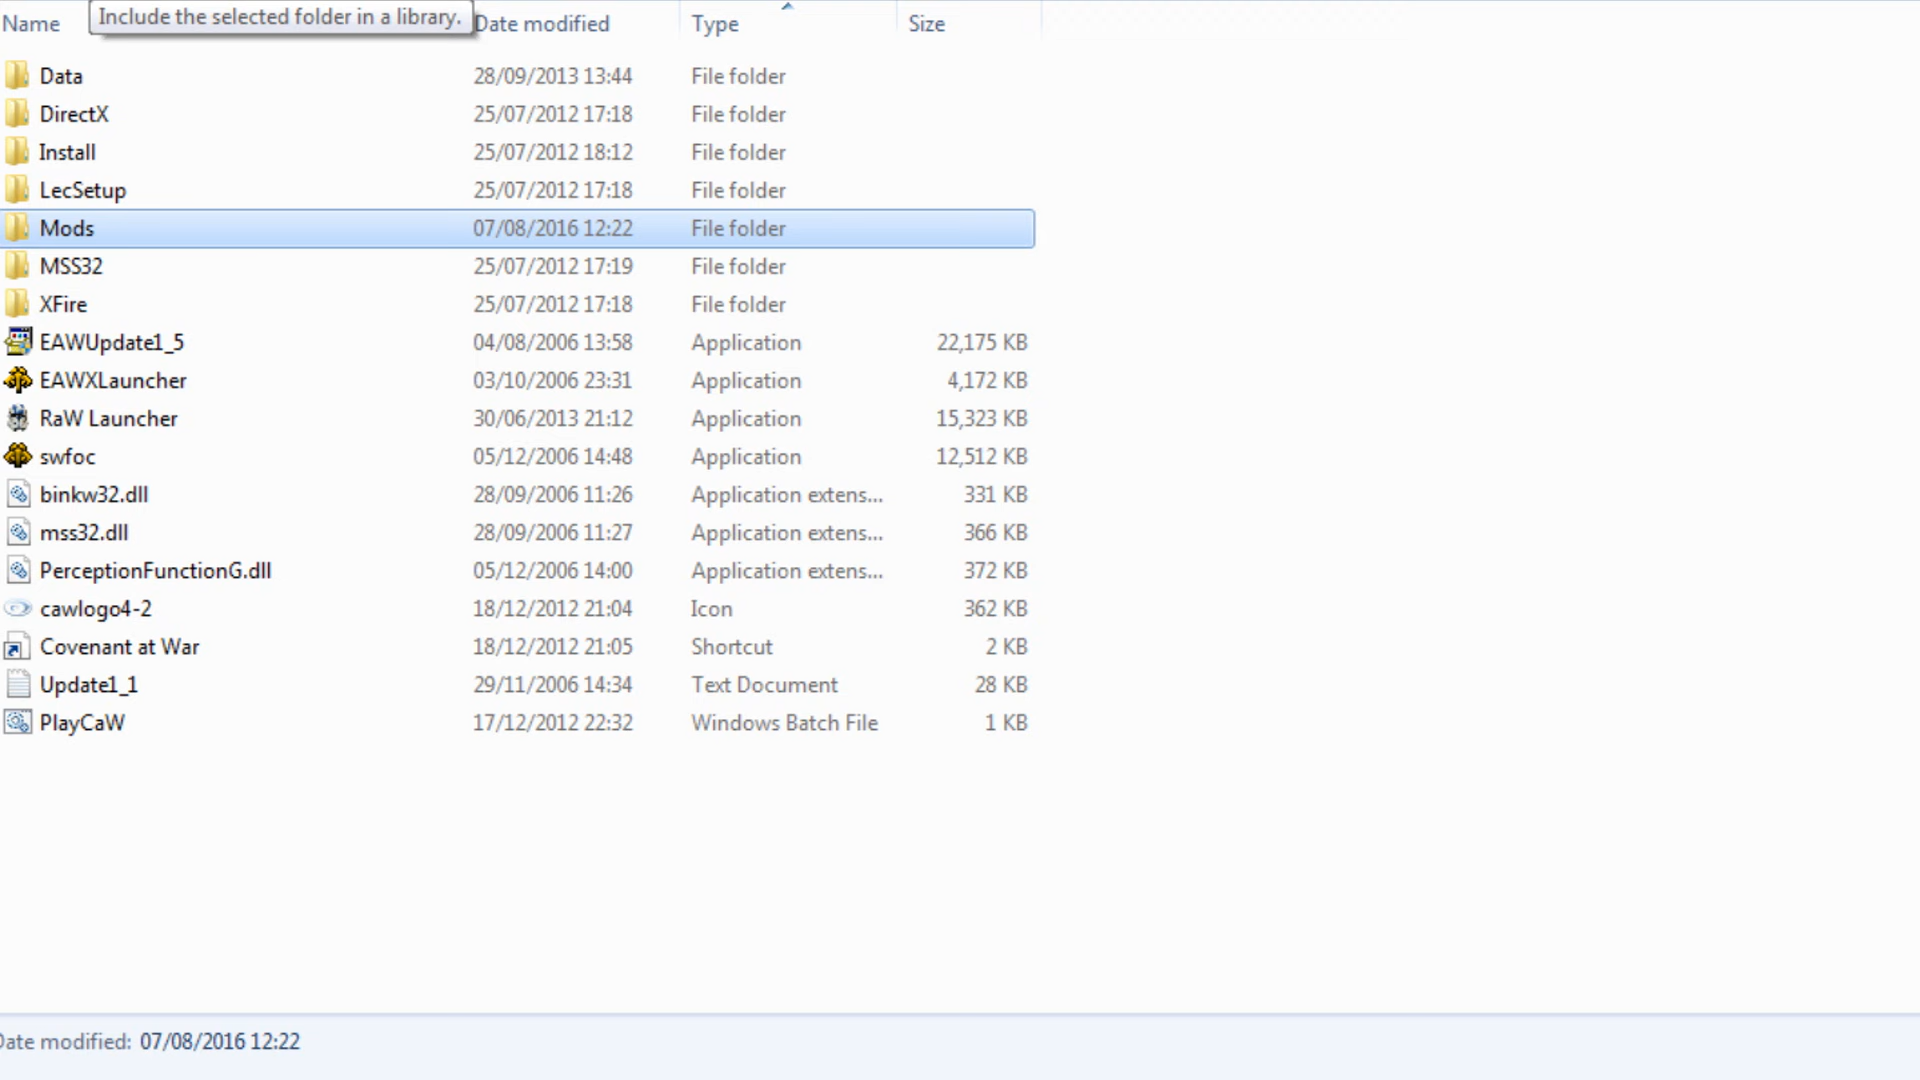 Name Include the selected folder in a library. Date modified Type Size
Data 28/09/2013 13:44 File folder
DirectX 25/07/2012 17:18 File folder
Install 25/07/2012 18:12 File folder
LecSetup 25/07/2012 17:18 File folder
Mods 07/08/2016 12:22 File folder
MSS32 25/07/2012 17:19 File folder
XFire 25/07/2012 17:18 File folder
EAWUpdate1_5 04/08/2006 13:58 Application 22,175 KB
EAWXLauncher 03/10/2006 23:31 Application 4,172 KB
RaW Launcher 30/06/2013 21:12 Application 15,323 KB
swfoc 05/12/2006 14:48 Application 12,512 KB
binkw32.dll 28/09/2006 11:26 Application extens... 331 KB
mss32.dll 28/09/2006 11:27 Application extens... 366 KB
PerceptionFunctionG.dll 05/12/2006 14:00 Application extens... 372 KB
cawlogo4-2 18/12/2012 21:04 Icon 362 KB
Covenant at War 18/12/2012 21:05 Shortcut 2 KB
Update1_1 29/11/2006 14:34 Text Document 28 KB
PlayCaW 17/12/2012 22:32 Windows Batch File 1 KB
Date modified: 07/08/2016 12:22